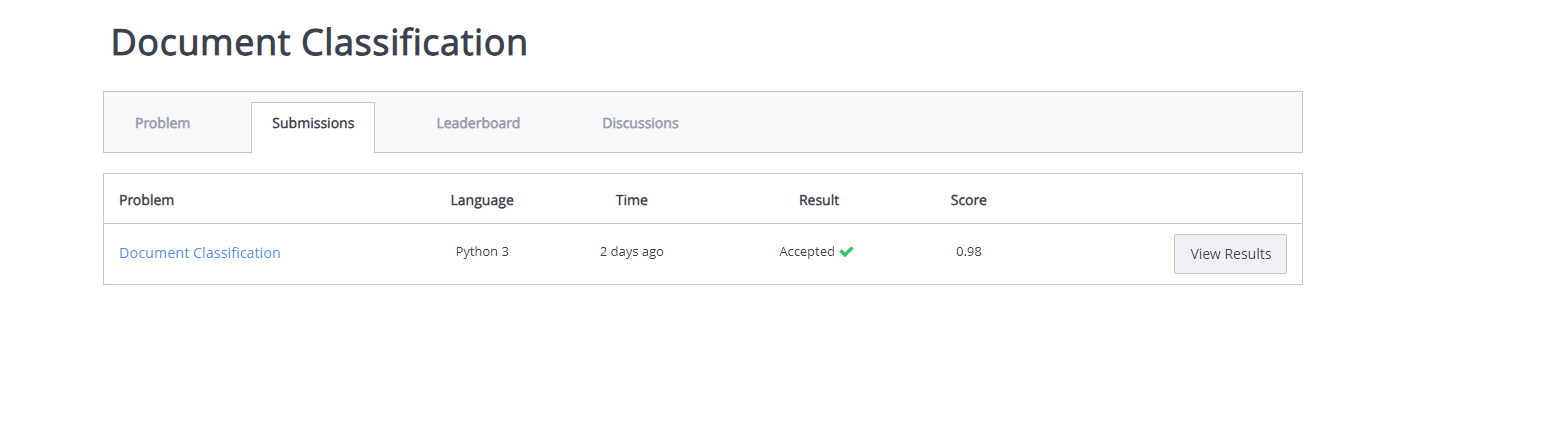 Document Classification
Problem Submissions Leaderboard Discussions
Problem Language Time Result Score
Document Classification Python 3 2 days ago Accepted 0.98 View Results